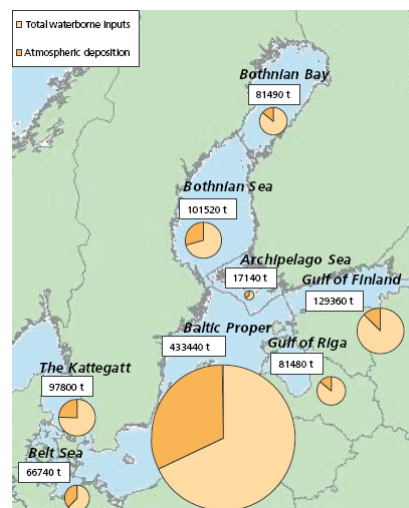 Total waterborne inputs
Atmospheric deposition
Bothnian Bay
81490 t
Bothnian Sea
101520 t
Archipelago Sea
17140 t
Gulf of Finland
129360 t
Baltic Proper
433440 t
Gulf of Riga
81480 t
The Kattegatt
97800 t
Belt Sea
66740 t